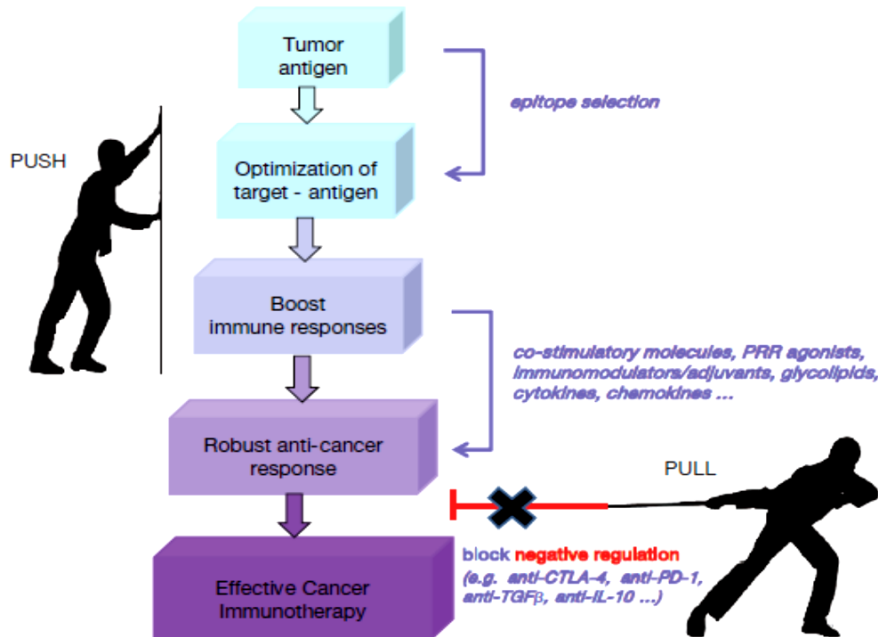 Tumor
antigen
epitope selection
PUSH
Optimization of
target - antigen
Boost
immune responses
co-stimulatory molecules, PRR agonists,
immunomodulators/adjuvants, glycolipids,
cytokines, chemokines ...
Robust anti-cancer
response
PULL
block negative regulation
(e.g. anti-CTLA-4, anti-PD-1,
anti-TGFβ, anti-IL-10 ...)
Effective Cancer
Immunotherapy